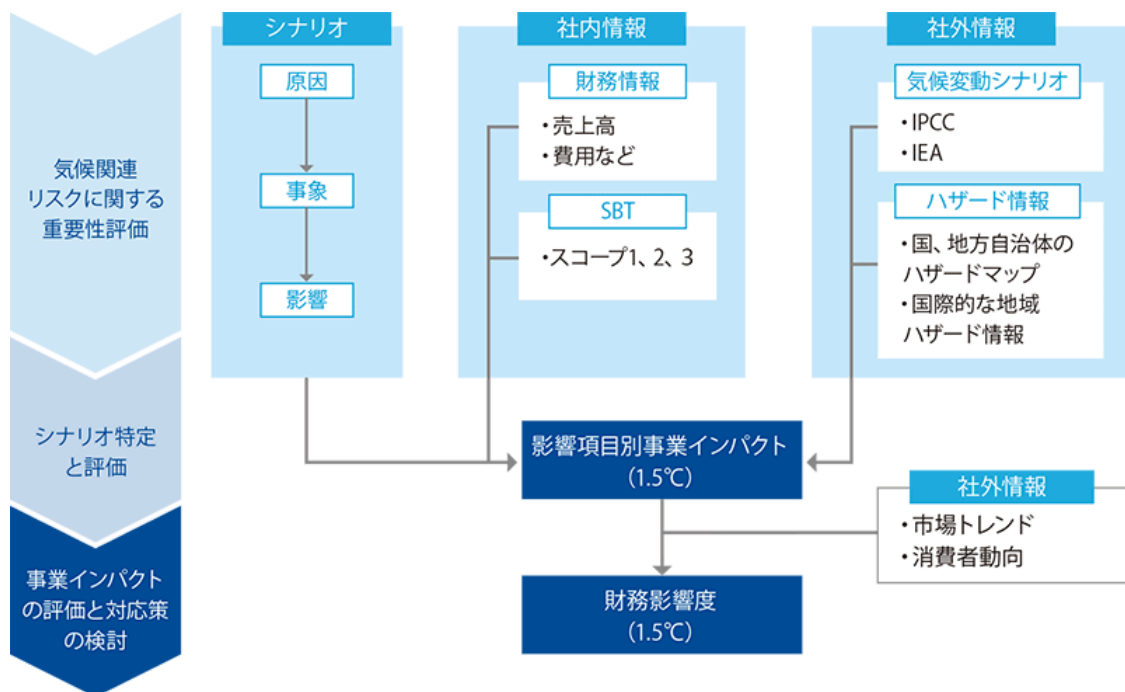 気候関連
リスクに関する
重要性評価
シナリオ特定
と評価
事業インパクト
の評価と対応策
の検討
シナリオ
原因
事象
影響
社内情報
財務情報
・売上高
・費用など
SBT
・スコープ1、2、3
社外情報
気候変動シナリオ
・IPCC
・IEA
ハザード情報
・国、地方自治体の
ハザードマップ
・国際的な地域
ハザード情報
影響項目別事業インパクト
(1.5℃)
社外情報
・市場トレンド
・消費者動向
財務影響度
(1.5℃)